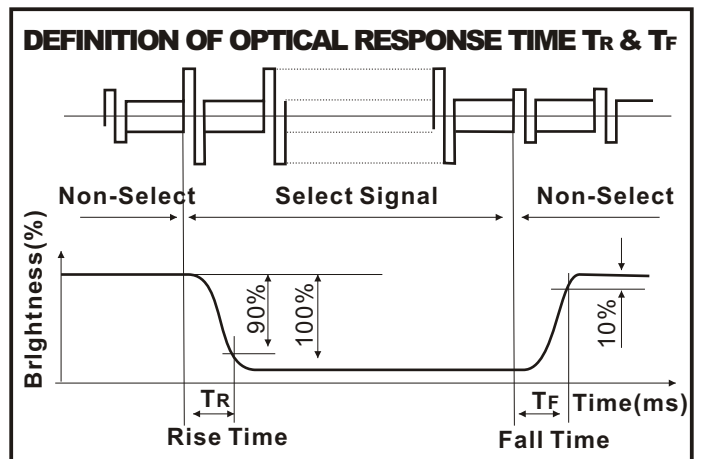 DEFINITION OF OPTICAL RESPONSE TIME TR & TF
Non-Select
Select Signal
Non-Select
Brightness(%)
90%
100%
10%
TR
TF
Time(ms)
Rise Time
Fall Time